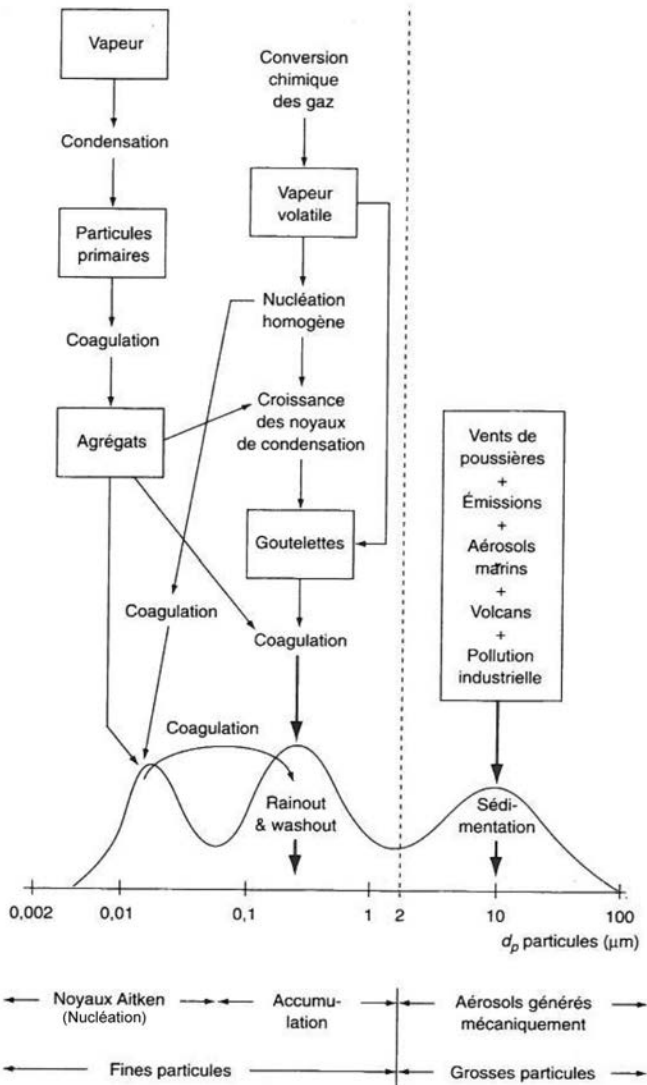 Vapeur
Condensation
Particules
primaires
Coagulation
Agrégats
Conversion
chimique
des gaz
Vapeur
volatile
Nucléation
homogène
Croissance
des noyaux
de condensation
Goutelettes
Coagulation
Coagulation
Coagulation
Rainout
& washout
Vents de
poussières
+
Émissions
+
Aérosols
marins
+
Volcans
+
Pollution
industrielle
Sédi-
mentation
0,002 0,01 0,1 1 2 10 100
dp particules (µm)
Noyaux Aitken
(Nucléation)
Accumu-
lation
Aérosols générés
mécaniquement
Fines particules
Grosses particules